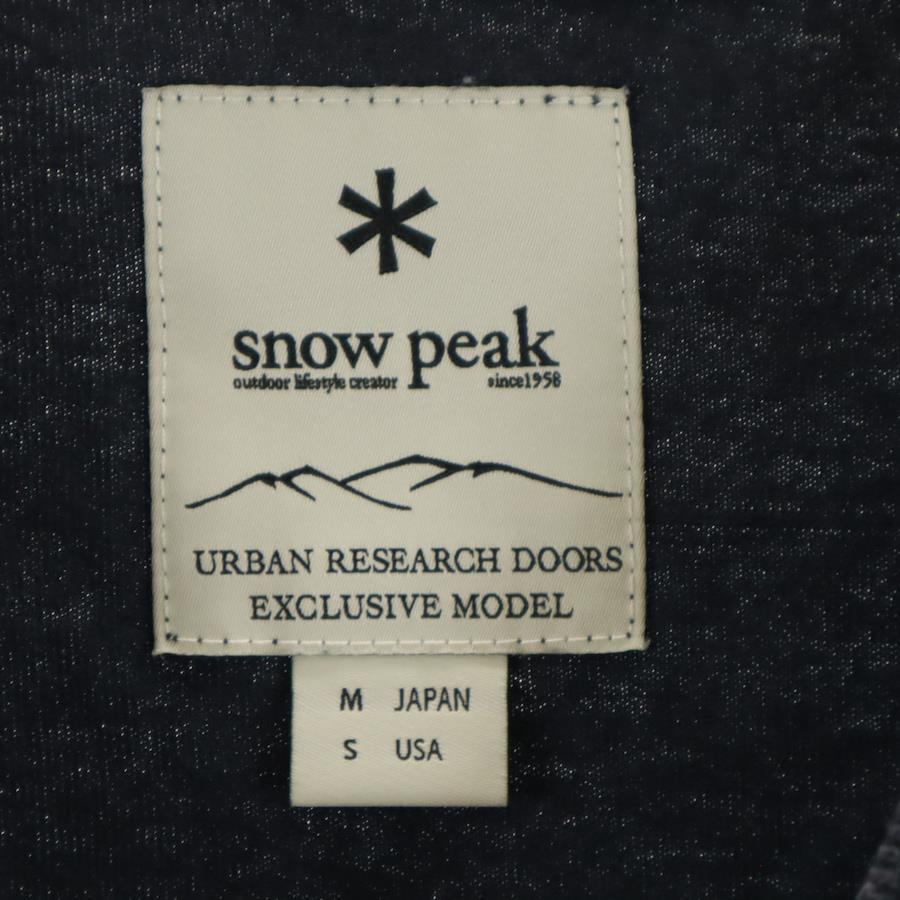 snow peak
outdoor lifestyle creator since1958
URBAN RESEARCH DOORS
EXCLUSIVE MODEL
M JAPAN
S USA